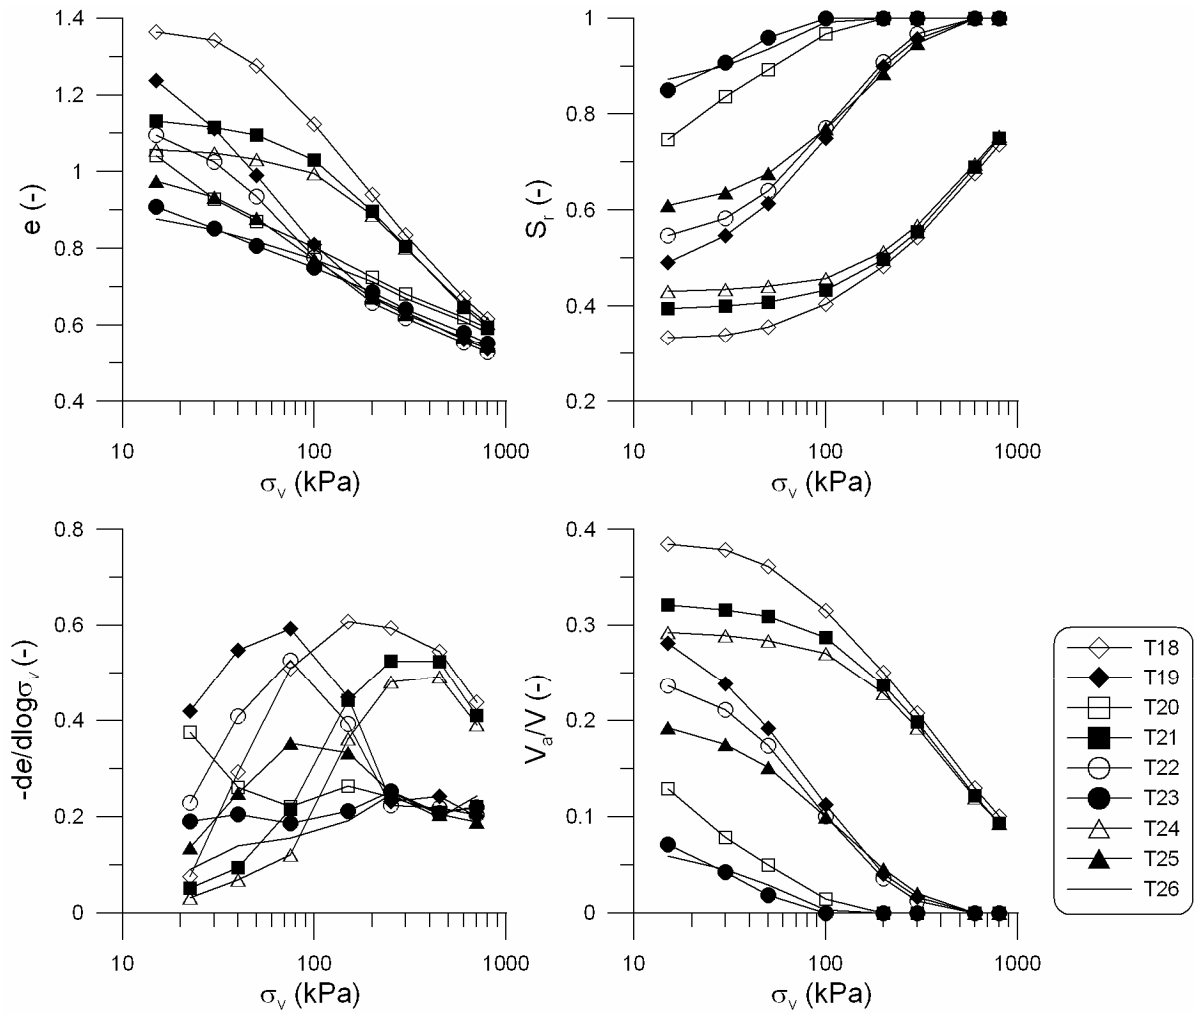 1.4
1.2
1
0.8
0.6
0.4
e (-)
10
100
1000
σv (kPa)
1
0.8
0.6
0.4
0.2
Sr (-)
10
100
1000
σv (kPa)
0.8
0.6
0.4
0.2
0
-de/dlogσv (-)
10
100
1000
σv (kPa)
0.4
0.3
0.2
0.1
0
Va/V (-)
10
100
1000
σv (kPa)
T18
T19
T20
T21
T22
T23
T24
T25
T26